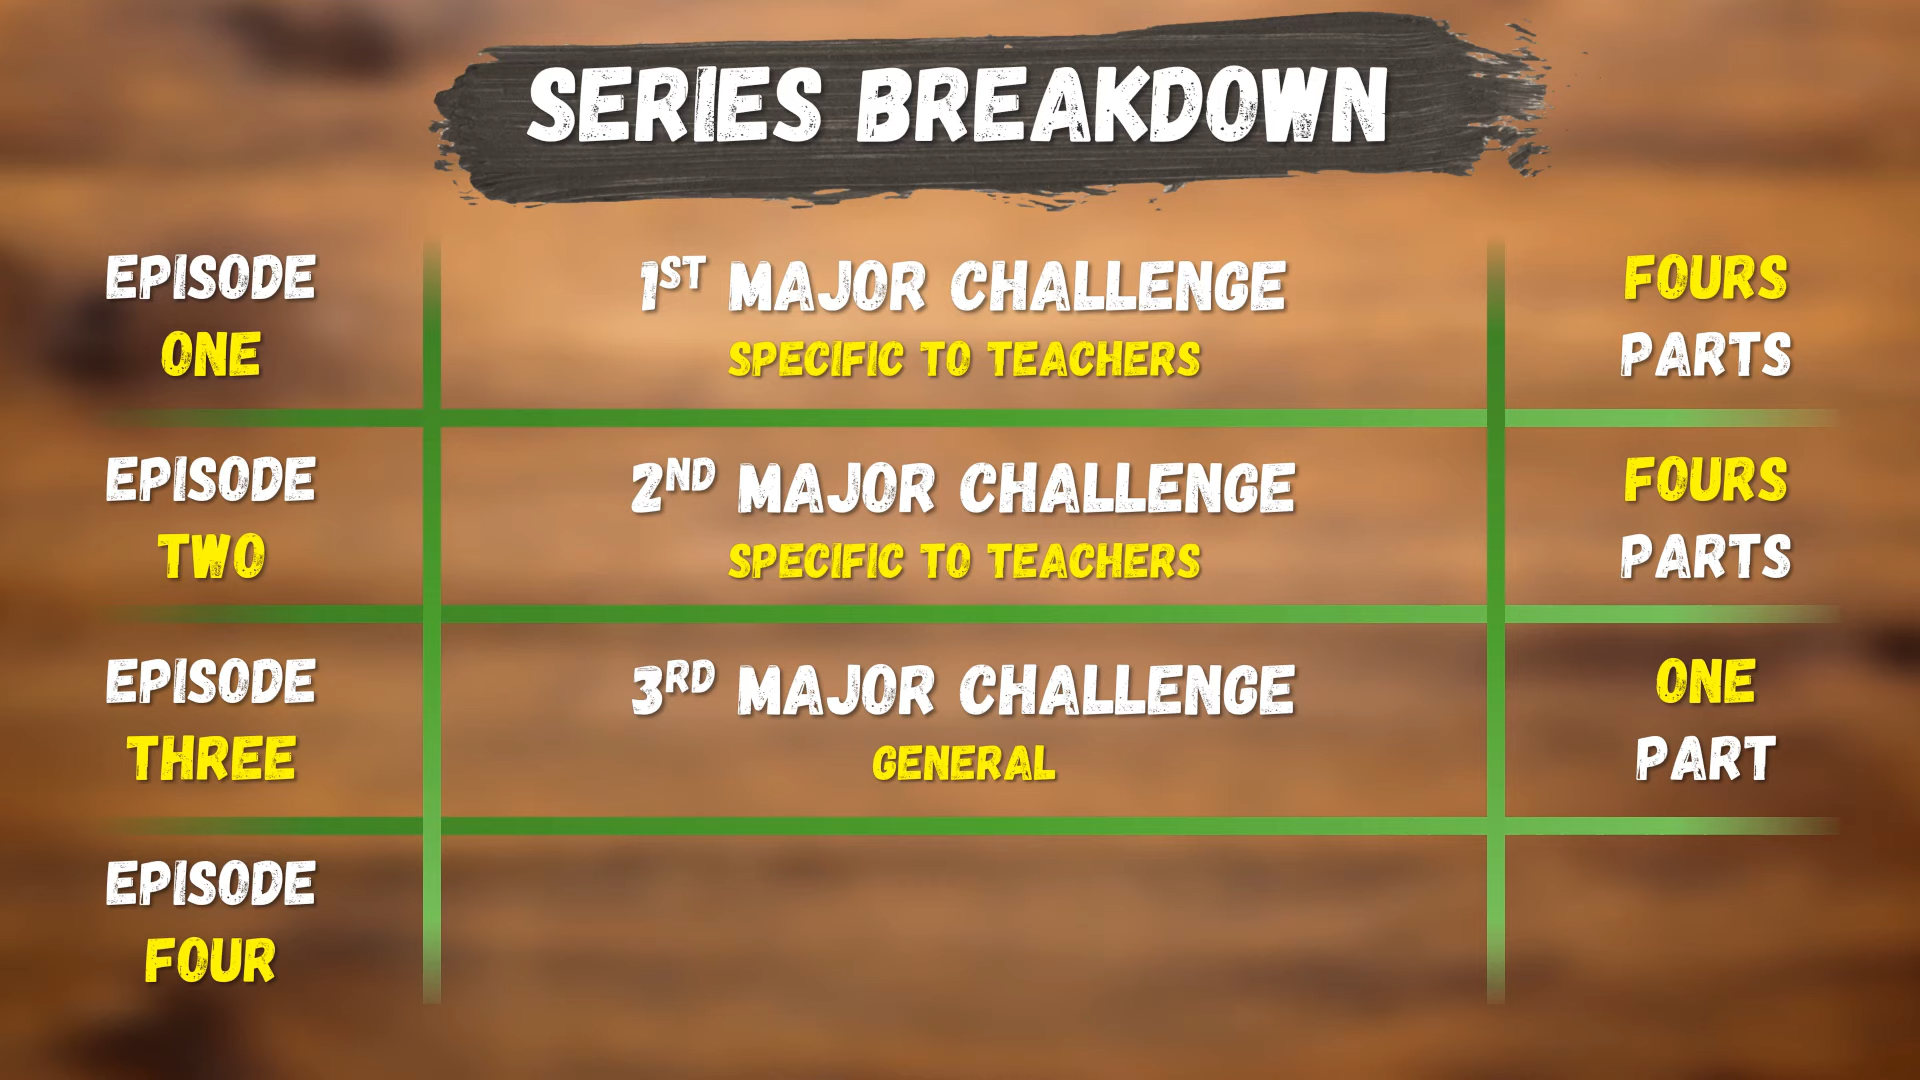 SERIES BREAKDOWN
EPISODE
ONE
1ST MAJOR CHALLENGE
SPECIFIC TO TEACHERS
FOURS
PARTS
EPISODE
TWO
2ND MAJOR CHALLENGE
SPECIFIC TO TEACHERS
FOURS
PARTS
EPISODE
THREE
3RD MAJOR CHALLENGE
GENERAL
ONE
PART
EPISODE
FOUR